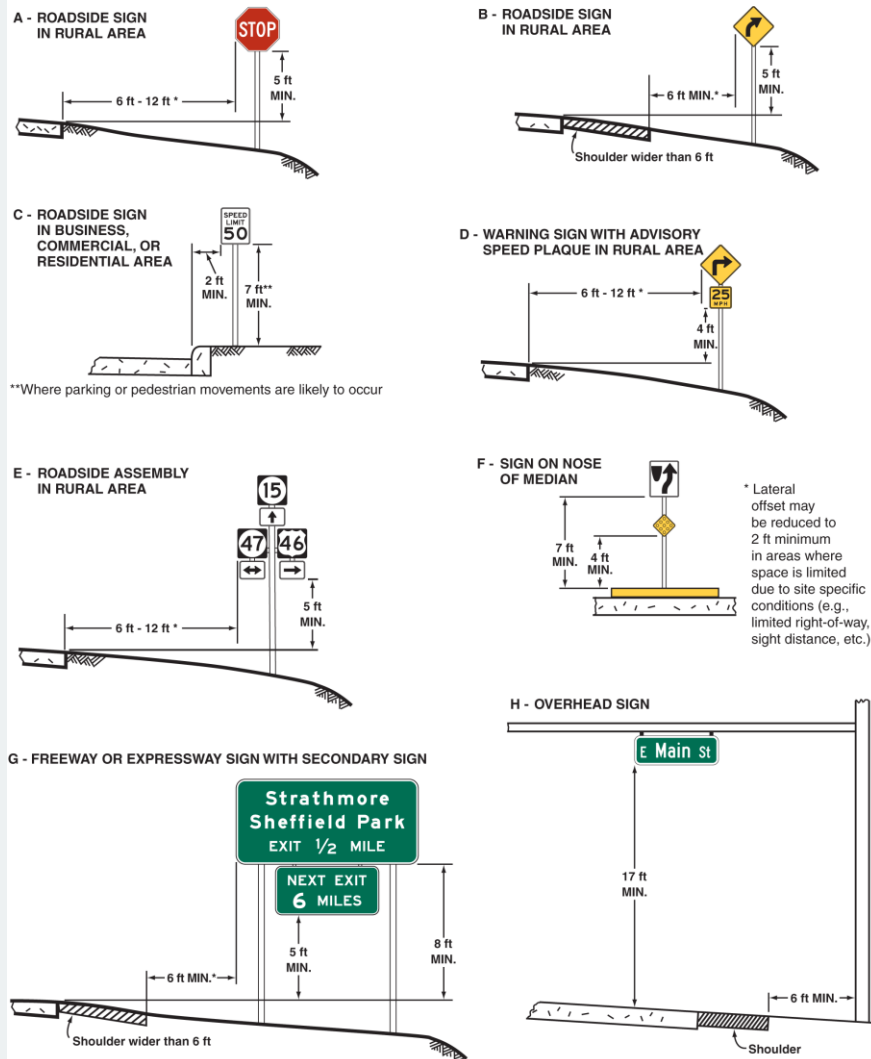 A - ROADSIDE SIGN
IN RURAL AREA
STOP
5 ft
MIN.
6 ft - 12 ft *
B - ROADSIDE SIGN
IN RURAL AREA
5 ft
MIN.
6 ft MIN.*
Shoulder wider than 6 ft
C - ROADSIDE SIGN
IN BUSINESS,
COMMERCIAL, OR
RESIDENTIAL AREA
SPEED
LIMIT
50
2 ft
MIN.
7 ft**
MIN.
**Where parking or pedestrian movements are likely to occur
D - WARNING SIGN WITH ADVISORY
SPEED PLAQUE IN RURAL AREA
6 ft - 12 ft *
25
MPH
4 ft
MIN.
E - ROADSIDE ASSEMBLY
IN RURAL AREA
15
47
46
5 ft
MIN.
6 ft - 12 ft *
F - SIGN ON NOSE
OF MEDIAN
7 ft
MIN.
4 ft
MIN.
* Lateral
offset may
be reduced to
2 ft minimum
in areas where
space is limited
due to site specific
conditions (e.g.,
limited right-of-way,
sight distance, etc.)
G - FREEWAY OR EXPRESSWAY SIGN WITH SECONDARY SIGN
Strathmore
Sheffield Park
EXIT 1/2 MILE
NEXT EXIT
6 MILES
5 ft
MIN.
8 ft
MIN.
6 ft MIN.*
Shoulder wider than 6 ft
H - OVERHEAD SIGN
E Main St
17 ft
MIN.
6 ft MIN.
Shoulder